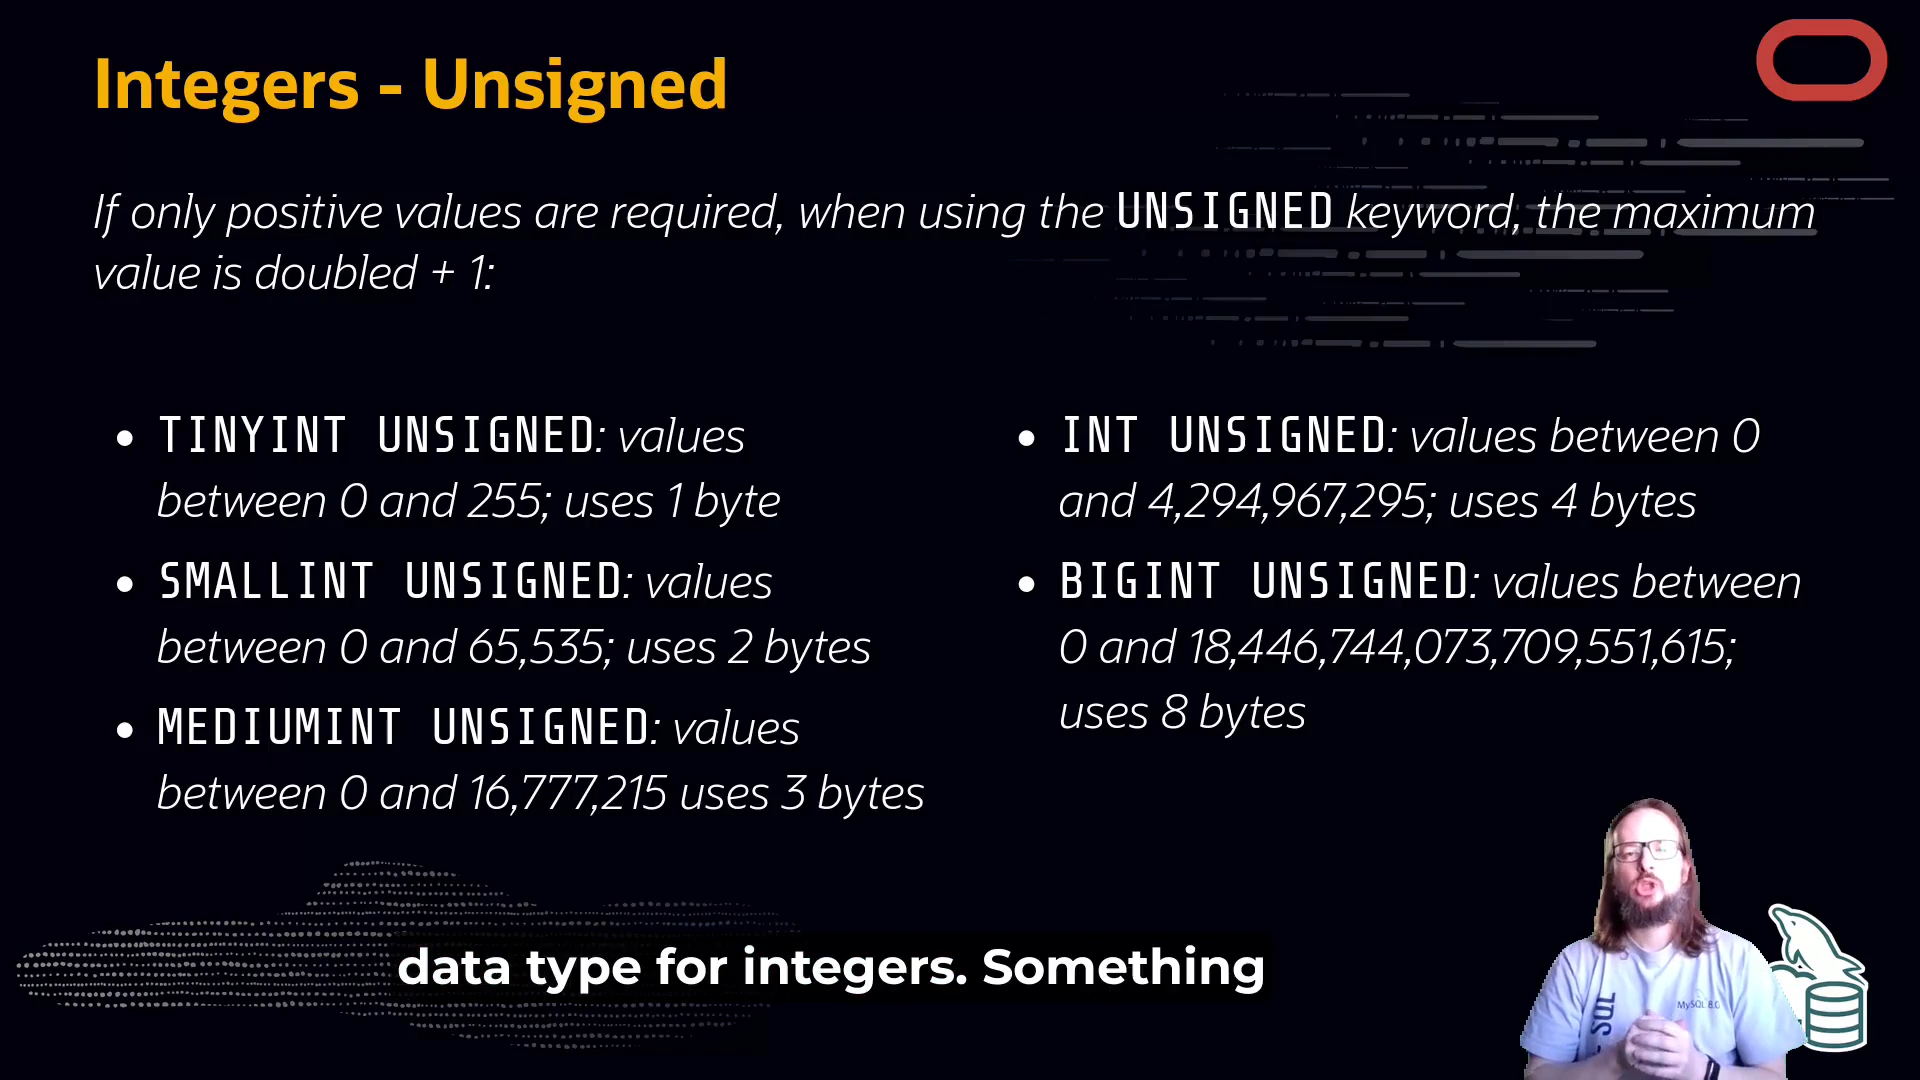 Integers - Unsigned
If only positive values are required, when using the UNSIGNED keyword, the maximum
value is doubled + 1:
• TINYINT UNSIGNED: values
between 0 and 255; uses 1 byte
• SMALLINT UNSIGNED: values
between 0 and 65,535; uses 2 bytes
• MEDIUMINT UNSIGNED: values
between 0 and 16,777,215 uses 3 bytes
• INT UNSIGNED: values between 0
and 4,294,967,295; uses 4 bytes
• BIGINT UNSIGNED: values between
0 and 18,446,744,073,709,551,615;
uses 8 bytes
data type for integers. Something
MySQL 8.0
SQL